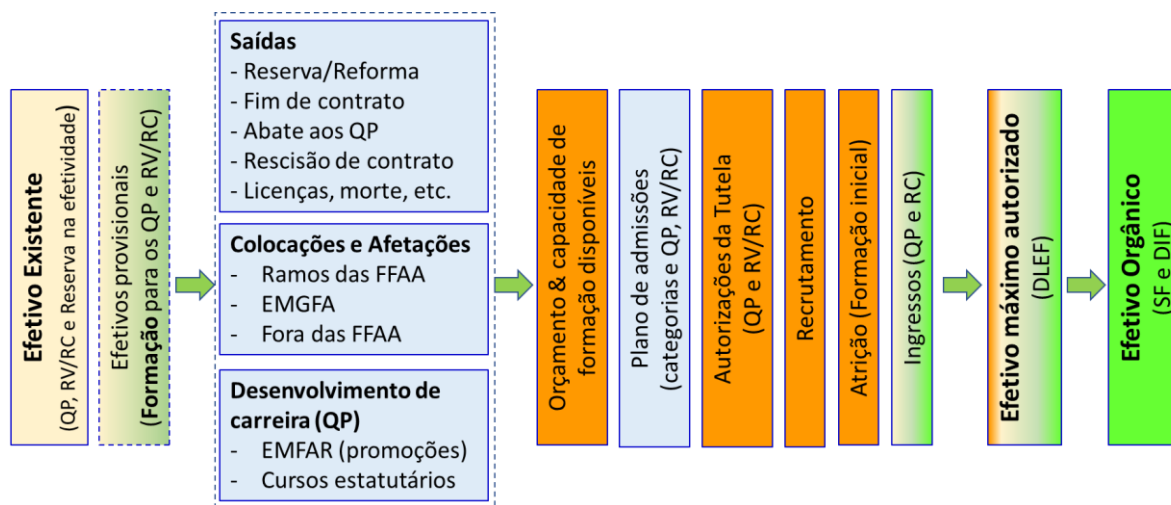 Efetivo Existente
(QP, RV/RC e Reserva na efetividade)
Efetivos provisionais
(Formação para os QP e RV/RC)
Saídas
- Reserva/Reforma
- Fim de contrato
- Abate aos QP
- Rescisão de contrato
- Licenças, morte, etc.
Colocações e Afetações
- Ramos das FFAA
- EMGFA
- Fora das FFAA
Desenvolvimento de
carreira (QP)
- EMFAR (promoções)
- Cursos estatutários
Orçamento & capacidade de
formação disponíveis
Plano de admissões
(categorias e QP, RV/RC)
Autorizações da Tutela
(QP e RV/RC)
Recrutamento
Atrição (Formação inicial)
Ingressos (QP e RC)
Efetivo máximo autorizado
(DLEF)
Efetivo Orgânico
(SF e DIF)